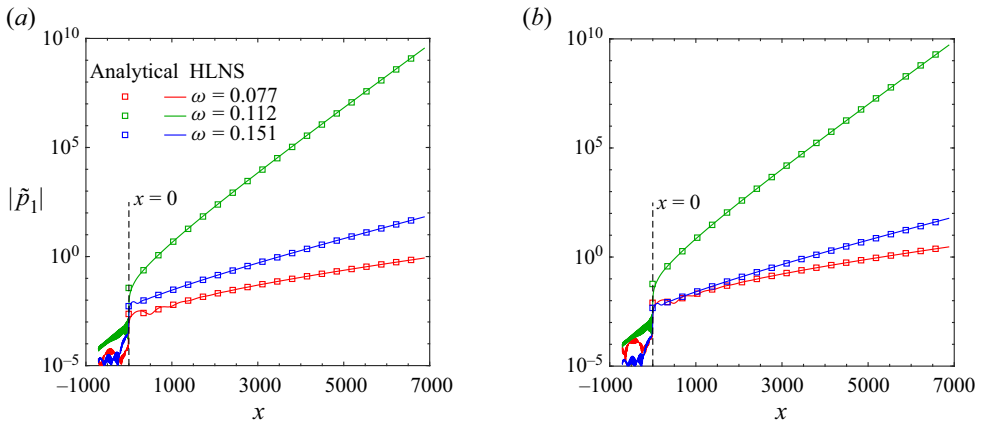 (a)
10^10
10^5
10^0
10^−5
|p̃₁|
Analytical HLNS
ω = 0.077
ω = 0.112
ω = 0.151
x = 0
−1000 1000 3000 5000 7000
x
(b)
10^10
10^5
10^0
10^−5
x = 0
−1000 1000 3000 5000 7000
x